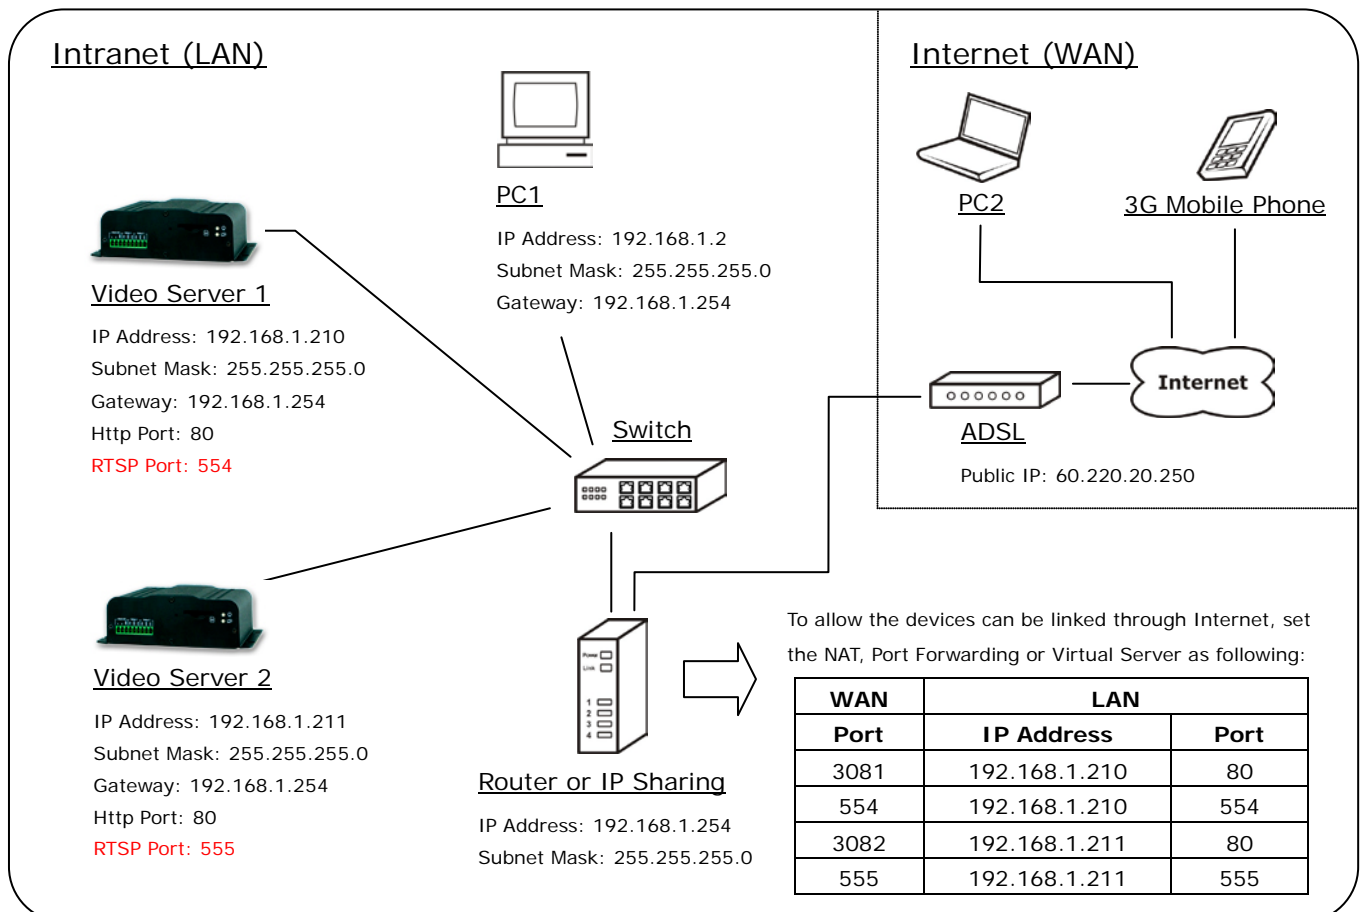 Intranet (LAN)
Internet (WAN)
PC1
IP Address: 192.168.1.2
Subnet Mask: 255.255.255.0
Gateway: 192.168.1.254
PC2
3G Mobile Phone
Video Server 1
IP Address: 192.168.1.210
Subnet Mask: 255.255.255.0
Gateway: 192.168.1.254
Http Port: 80
RTSP Port: 554
Switch
Internet
ADSL
Public IP: 60.220.20.250
Video Server 2
IP Address: 192.168.1.211
Subnet Mask: 255.255.255.0
Gateway: 192.168.1.254
Http Port: 80
RTSP Port: 555
Power
Link
1
2
3
4
Router or IP Sharing
IP Address: 192.168.1.254
Subnet Mask: 255.255.255.0
To allow the devices can be linked through Internet, set
the NAT, Port Forwarding or Virtual Server as following:
WAN LAN
Port IP Address Port
3081 192.168.1.210 80
554 192.168.1.210 554
3082 192.168.1.211 80
555 192.168.1.211 555